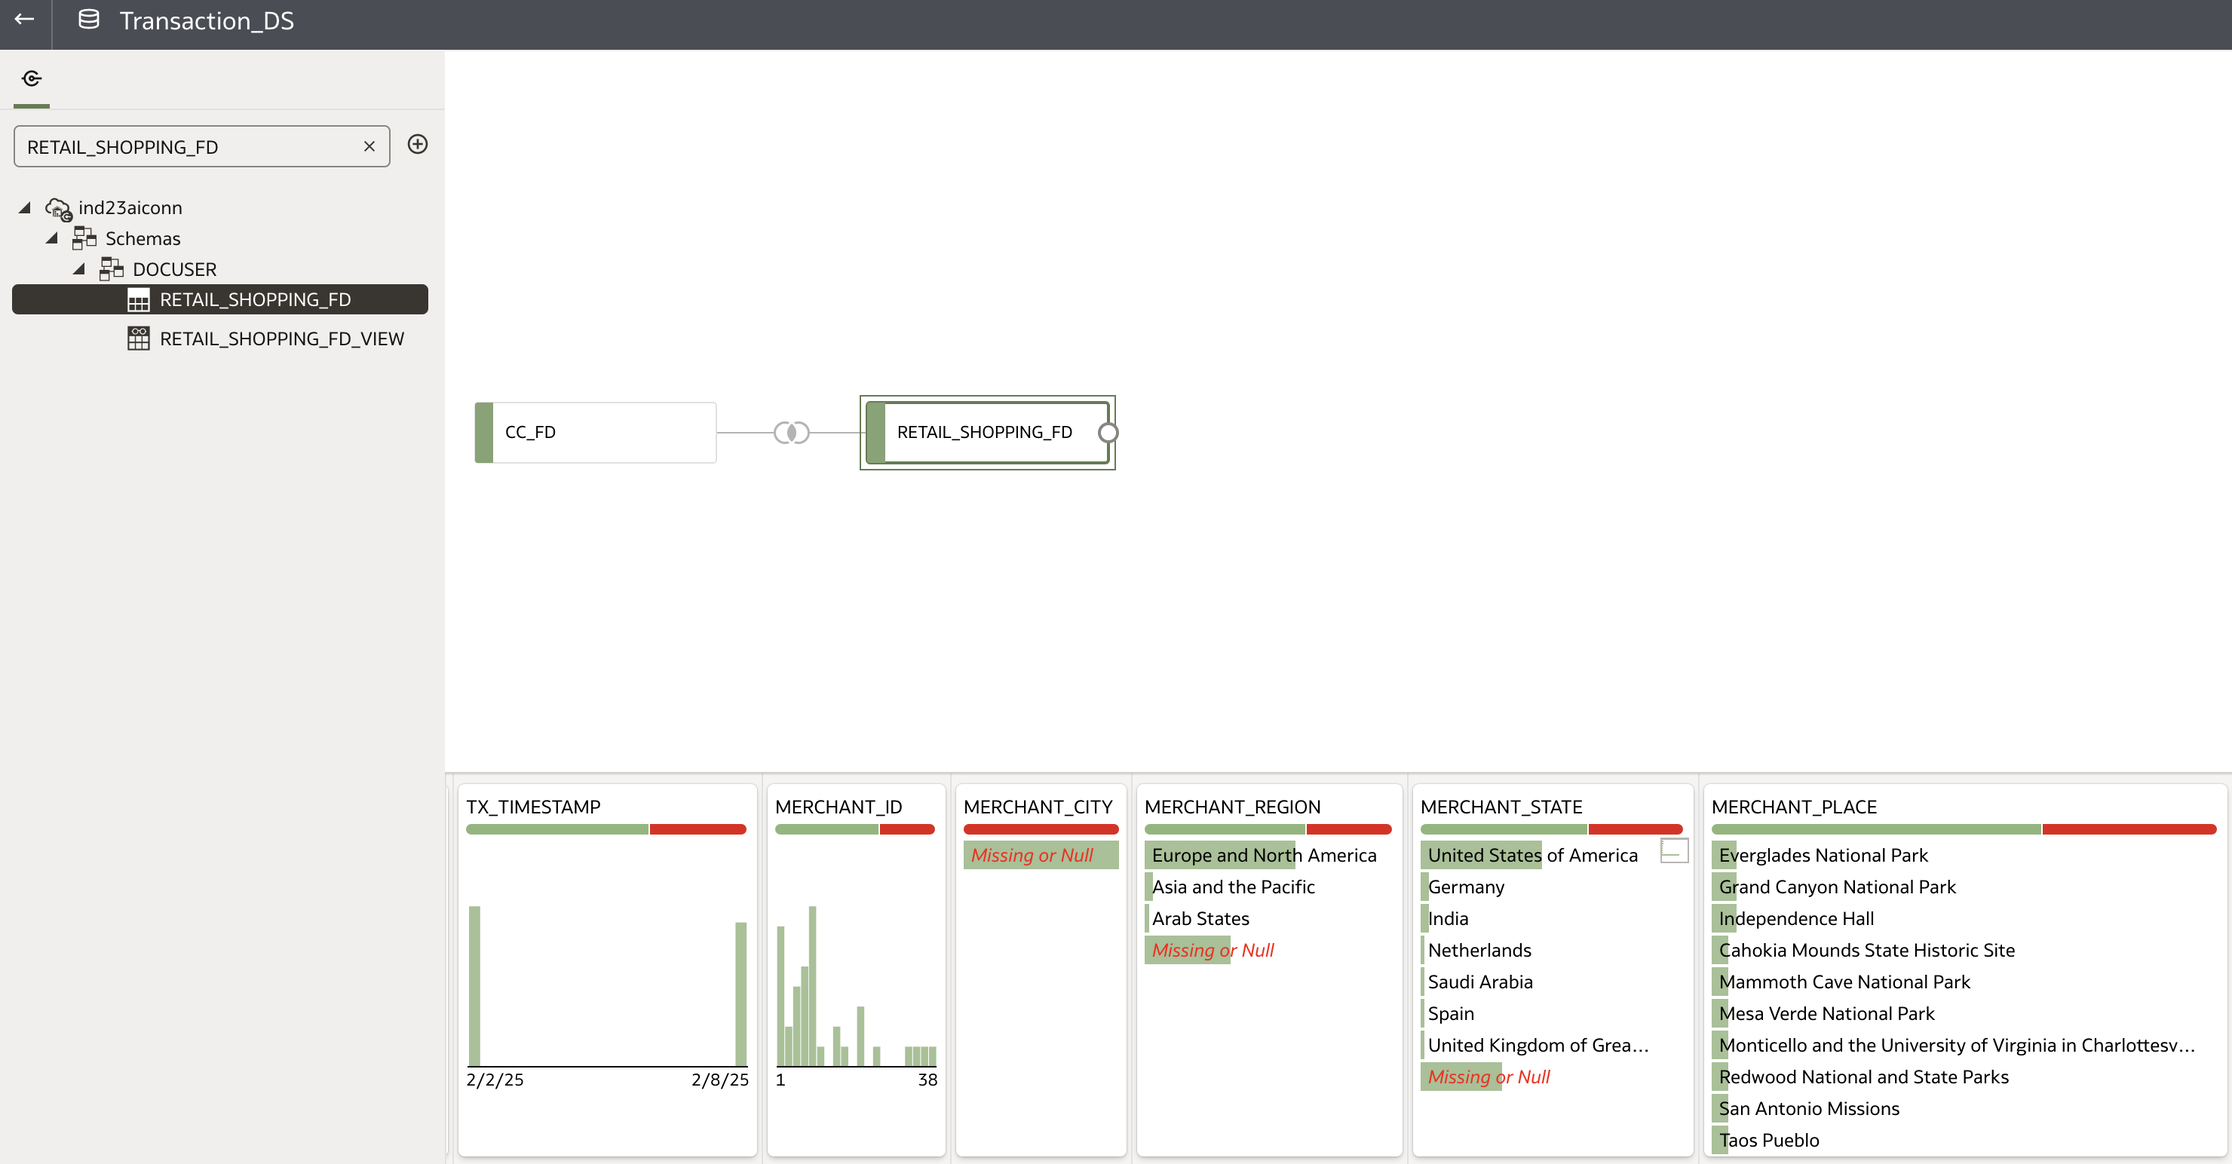 Transaction_DS
RETAIL_SHOPPING_FD
ind23aiconn
Schemas
DOCUSER
RETAIL_SHOPPING_FD
RETAIL_SHOPPING_FD_VIEW
CC_FD
RETAIL_SHOPPING_FD
TX_TIMESTAMP
2/2/25
2/8/25
MERCHANT_ID
1
38
MERCHANT_CITY
Missing or Null
MERCHANT_REGION
Europe and North America
Asia and the Pacific
Arab States
Missing or Null
MERCHANT_STATE
United States of America
Germany
India
Netherlands
Saudi Arabia
Spain
United Kingdom of Grea...
Missing or Null
MERCHANT_PLACE
Everglades National Park
Grand Canyon National Park
Independence Hall
Cahokia Mounds State Historic Site
Mammoth Cave National Park
Mesa Verde National Park
Monticello and the University of Virginia in Charlottesv...
Redwood National and State Parks
San Antonio Missions
Taos Pueblo